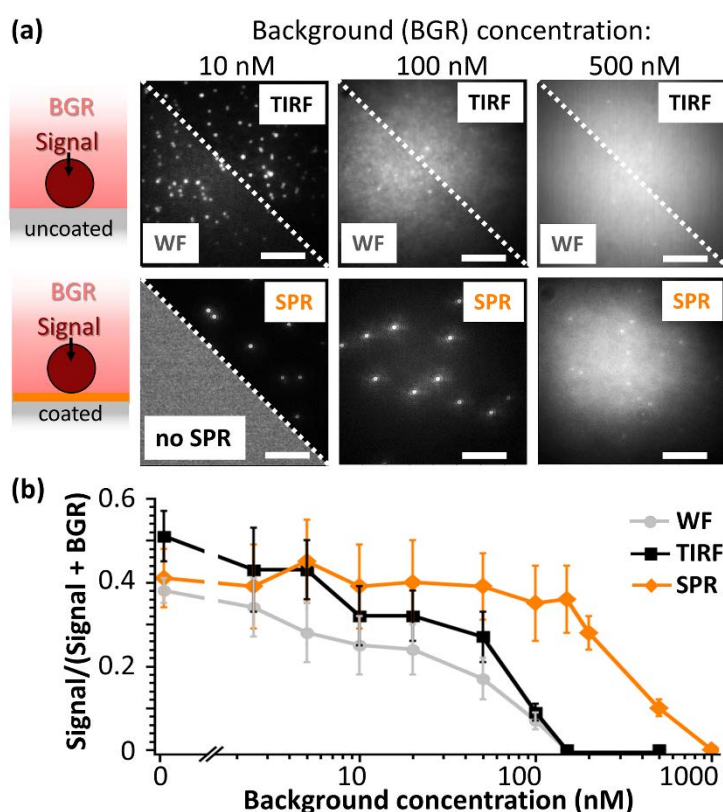 (a)
Background (BGR) concentration:
10 nM 100 nM 500 nM
BGR
Signal
uncoated
TIRF
WF
TIRF
WF
TIRF
WF
BGR
Signal
coated
SPR
no SPR
SPR
SPR
(b)
Signal/(Signal + BGR)
0.6
0.4
0.2
0
WF
TIRF
SPR
0 10 100 1000
Background concentration (nM)